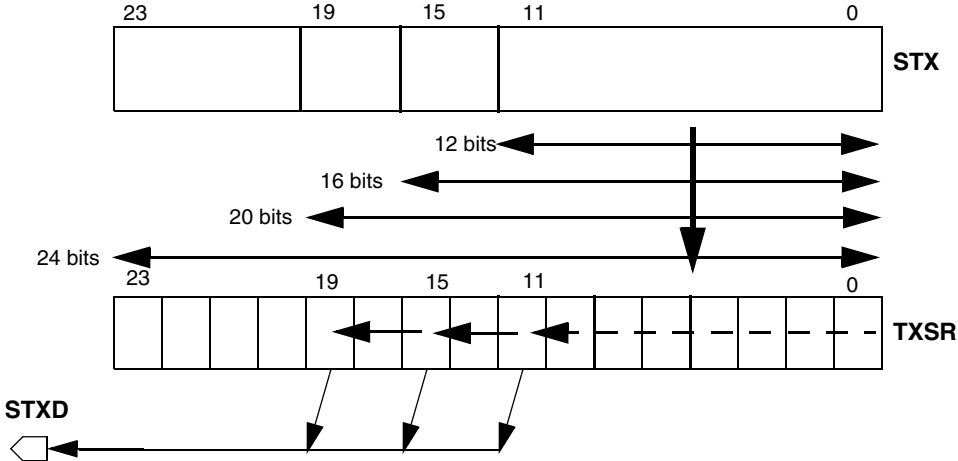 23 19 15 11 0
STX
12 bits
16 bits
20 bits
24 bits
23 19 15 11 0
TXSR
STXD